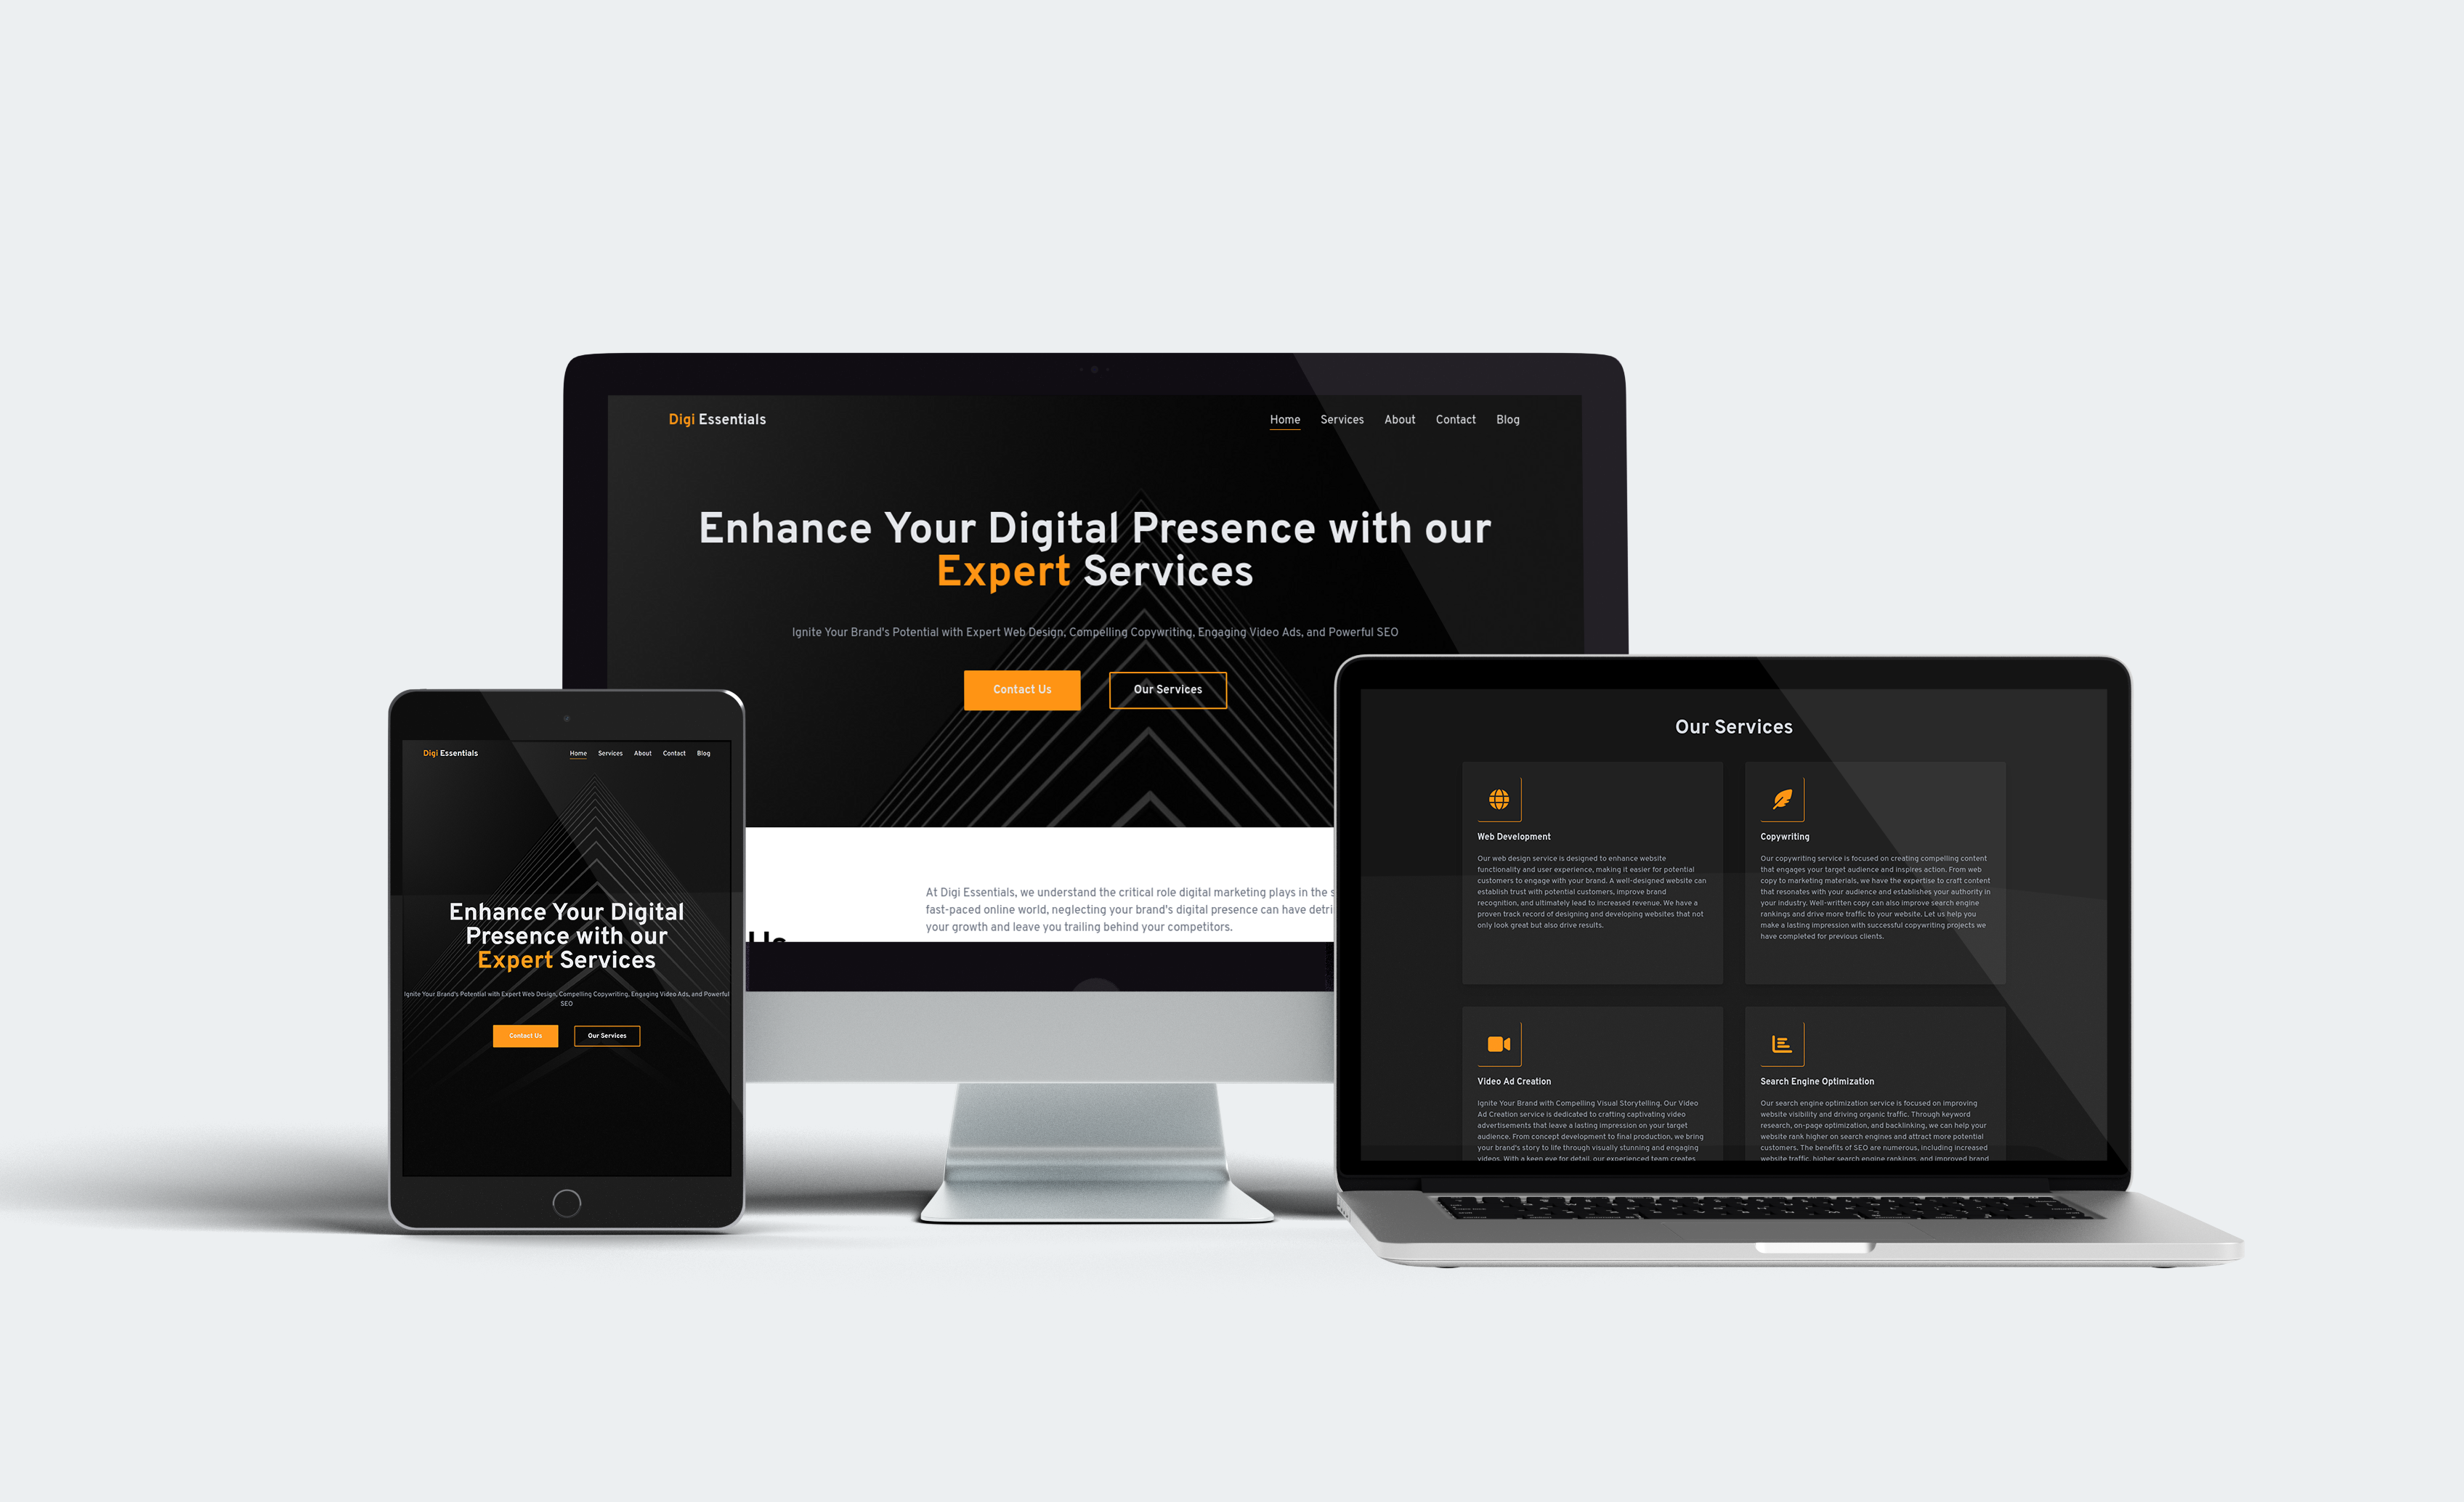 Digi Essentials
Home Services About Contact Blog
Enhance Your Digital Presence with our
Expert Services
Ignite Your Brand's Potential with Expert Web Design, Compelling Copywriting, Engaging Video Ads, and Powerful SEO
Contact Us Our Services
At Digi Essentials, we understand the critical role digital marketing plays in the s
fast-paced online world, neglecting your brand's digital presence can have detri
your growth and leave you trailing behind your competitors.
Us
Digi Essentials
Home Services About Contact Blog
Enhance Your Digital
Presence with our
Expert Services
Ignite Your Brand's Potential with Expert Web Design, Compelling Copywriting, Engaging Video Ads, and Powerful
SEO
Contact Us Our Services
Our Services
Web Development
Our web design service is designed to enhance website
functionality and user experience, making it easier for potential
customers to engage with your brand. A well-designed website can
establish trust with potential customers, improve brand
recognition, and ultimately lead to increased revenue. We have a
proven track record of designing and developing websites that not
only look great but also drive results.
Copywriting
Our copywriting service is focused on creating compelling content
that engages your target audience and inspires action. From web
copy to marketing materials, we have the expertise to craft content
that resonates with your audience and establishes your authority in
your industry. Well-written copy can also improve search engine
rankings and drive more traffic to your website. Let us help you
make a lasting impression with successful copywriting projects we
have completed for previous clients.
Video Ad Creation
Ignite Your Brand with Compelling Visual Storytelling. Our Video
Ad Creation service is dedicated to crafting captivating video
advertisements that leave a lasting impression on your target
audience. From concept development to final production, we bring
your brand's story to life through visually stunning and engaging
videos. With a keen eye for detail, our experienced team creates
Search Engine Optimization
Our search engine optimization service is focused on improving
website visibility and driving organic traffic. Through keyword
research, on-page optimization, and backlinking, we can help your
website rank higher on search engines and attract more potential
customers. The benefits of SEO are numerous, including increased
website traffic, higher search engine rankings, and improved brand